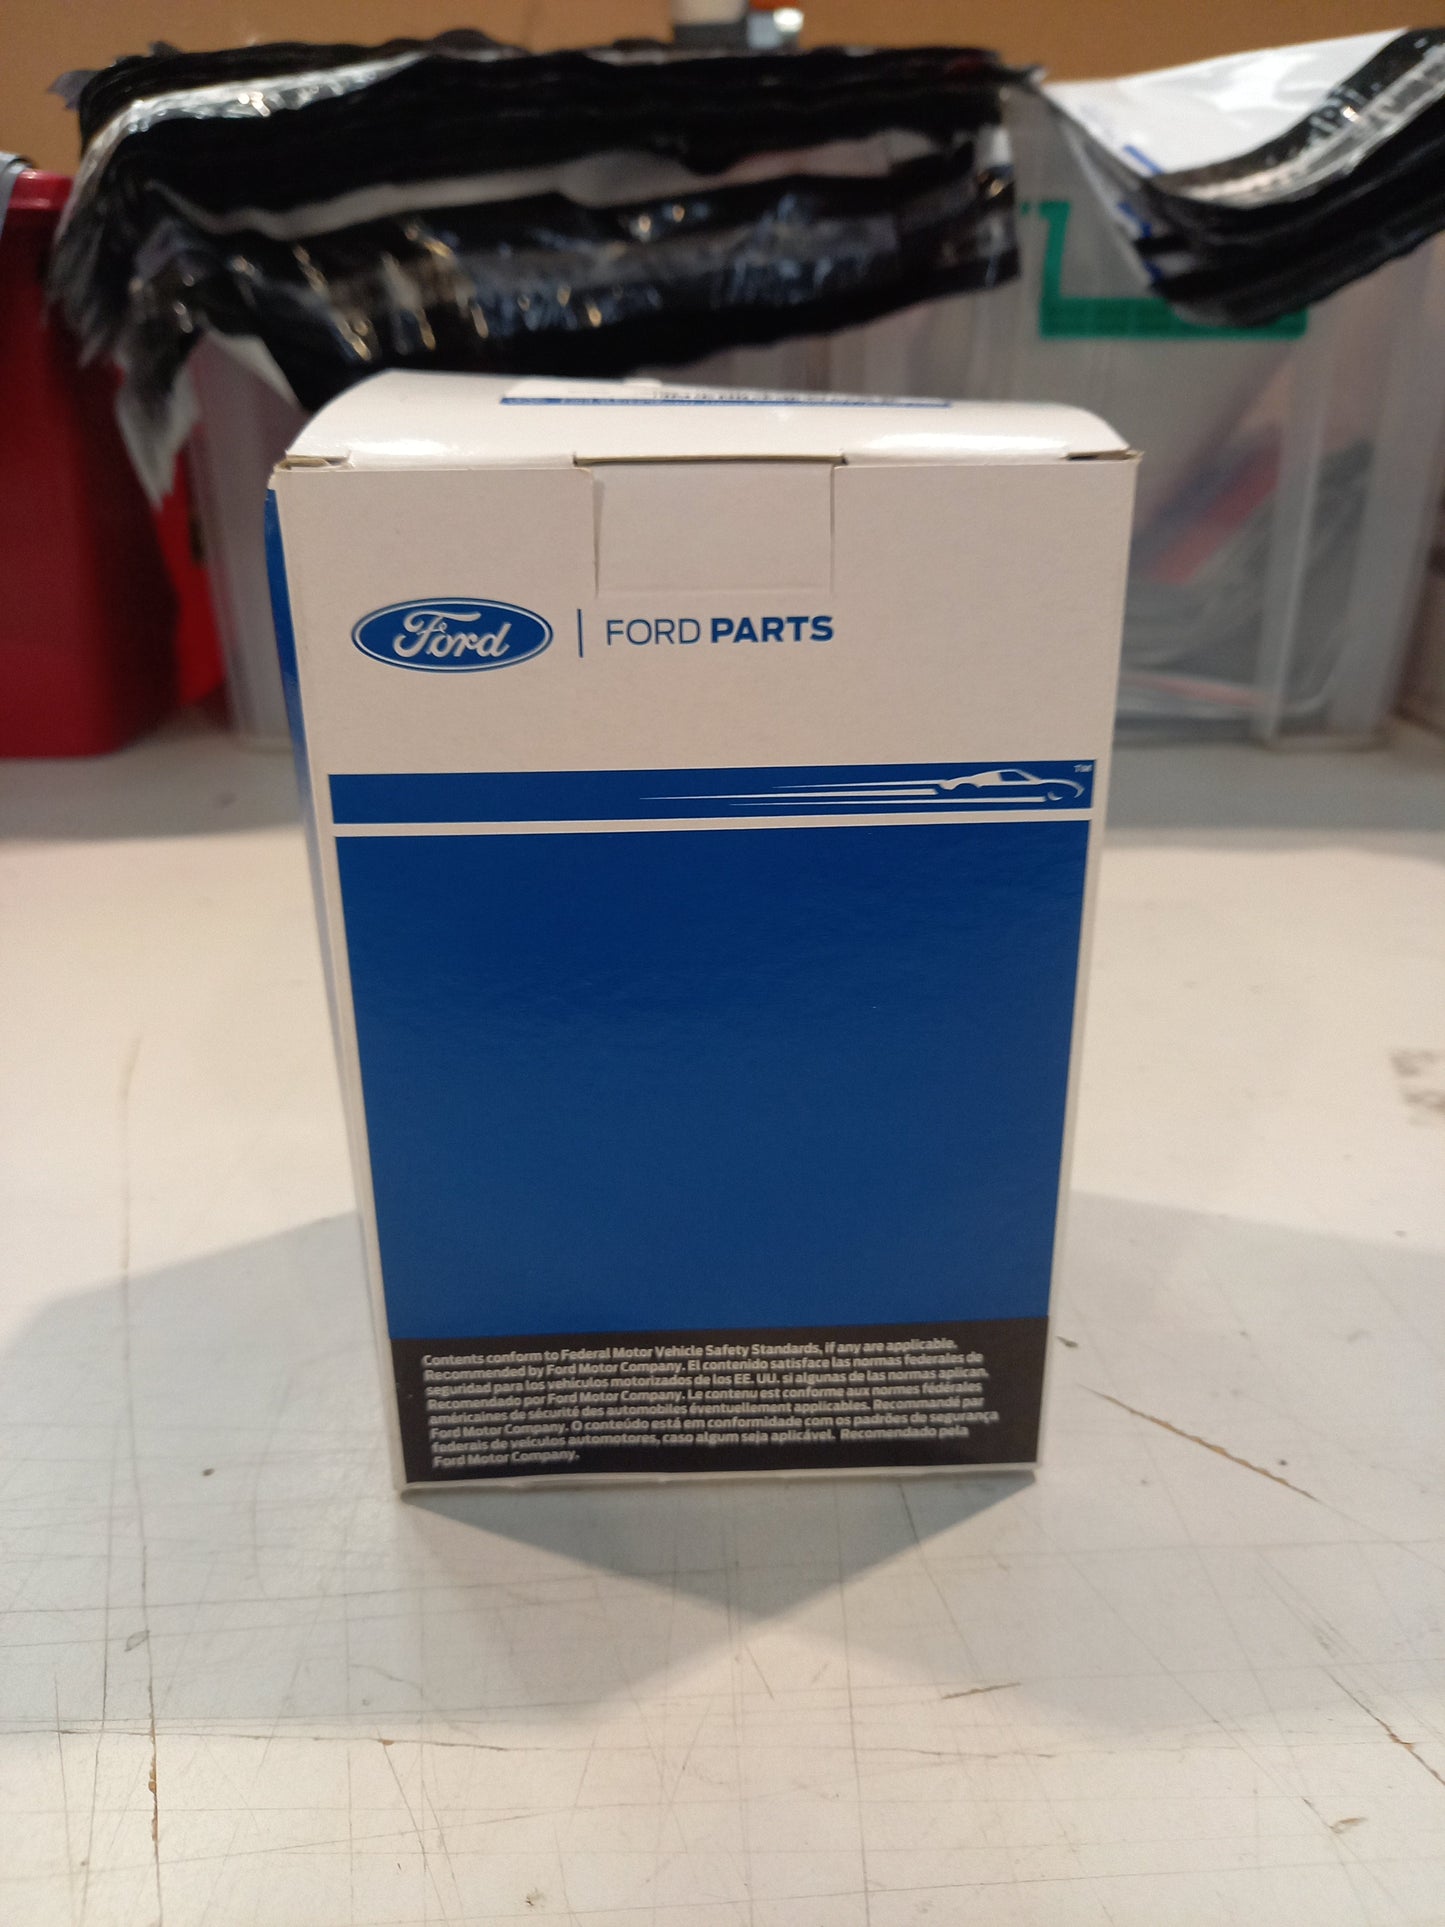 Ford | FORD PARTS
TM
Contents conform to Federal Motor Vehicle Safety Standards, if any are applicable.
Recommended by Ford Motor Company. El contenido satisface las normas federales de
seguridad para los vehículos motorizados de los EE. UU. si algunas de las normas aplican.
Recomendado por Ford Motor Company. Le contenu est conforme aux normes fédérales
américaines de sécurité des automobiles éventuellement applicables. Recommandé par
Ford Motor Company. O conteúdo está em conformidade com os padrões de segurança
federais de veículos automotores, caso algum seja aplicável. Recomendado pela
Ford Motor Company.